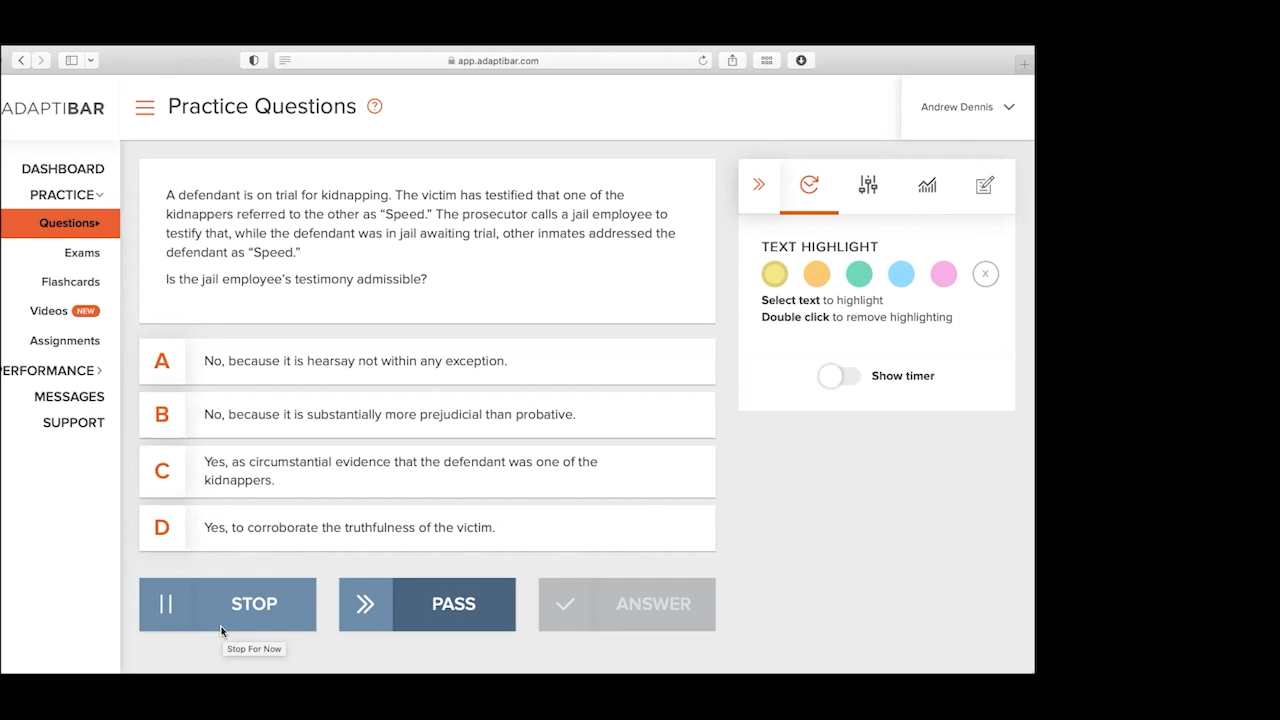 app.adaptibar.com
ADAPTIBAR
Practice Questions ?
Andrew Dennis
DASHBOARD
PRACTICE
Questions
Exams
Flashcards
Videos NEW
Assignments
ERFORMANCE
MESSAGES
SUPPORT
A defendant is on trial for kidnapping. The victim has testified that one of the
kidnappers referred to the other as “Speed.” The prosecutor calls a jail employee to
testify that, while the defendant was in jail awaiting trial, other inmates addressed the
defendant as “Speed.”
Is the jail employee’s testimony admissible?
A No, because it is hearsay not within any exception.
B No, because it is substantially more prejudicial than probative.
C Yes, as circumstantial evidence that the defendant was one of the
kidnappers.
D Yes, to corroborate the truthfulness of the victim.
STOP
PASS
ANSWER
Stop For Now
TEXT HIGHLIGHT
X
Select text to highlight
Double click to remove highlighting
Show timer